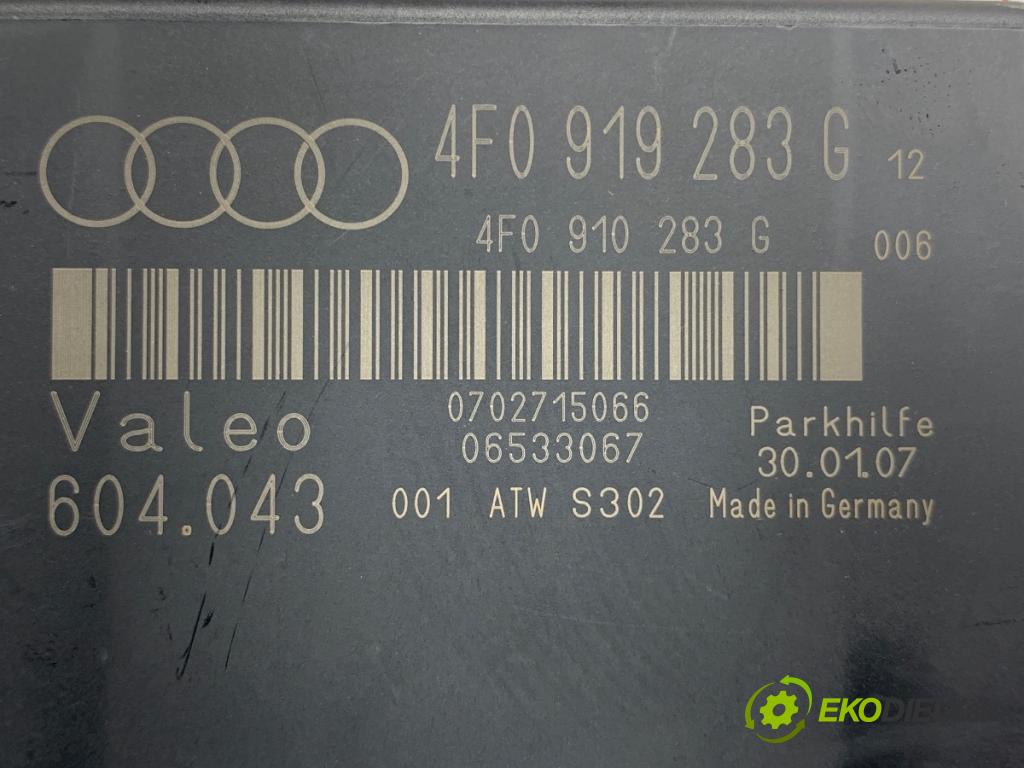 4F0 919 283 G 12
4F0 910 283 G 006
Valeo
0702715066
06533067
Parkhilfe
30.01.07
604.043
001 ATW S302
Made in Germany